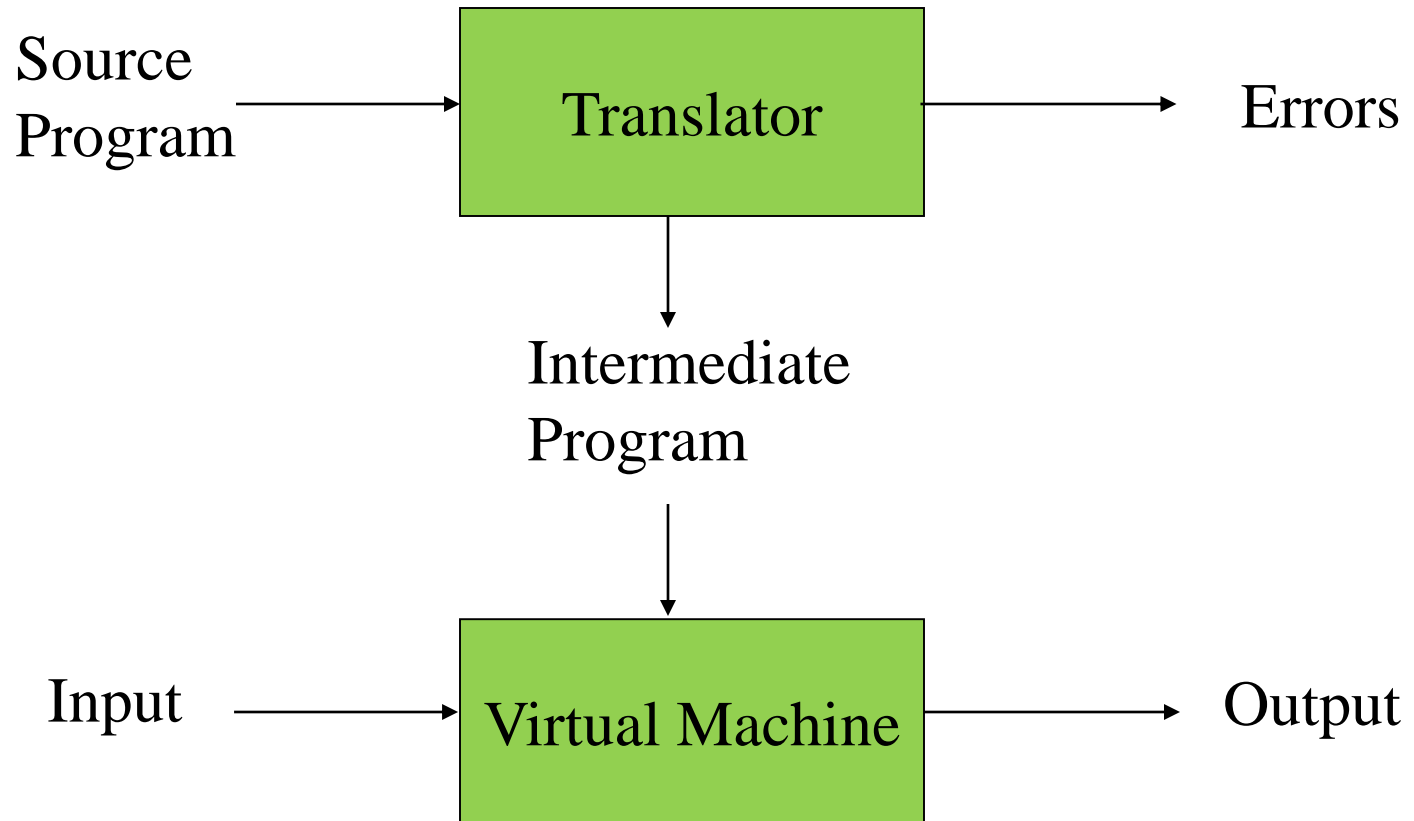 Source
Program
Translator
Errors
Intermediate
Program
Input
Virtual Machine
Output